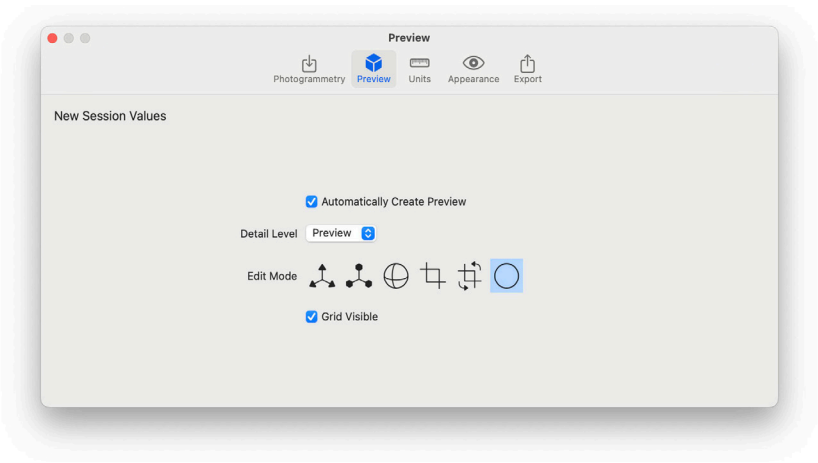 Preview
Photogrammetry Preview Units Appearance Export
New Session Values
Automatically Create Preview
Detail Level Preview
Edit Mode
Grid Visible